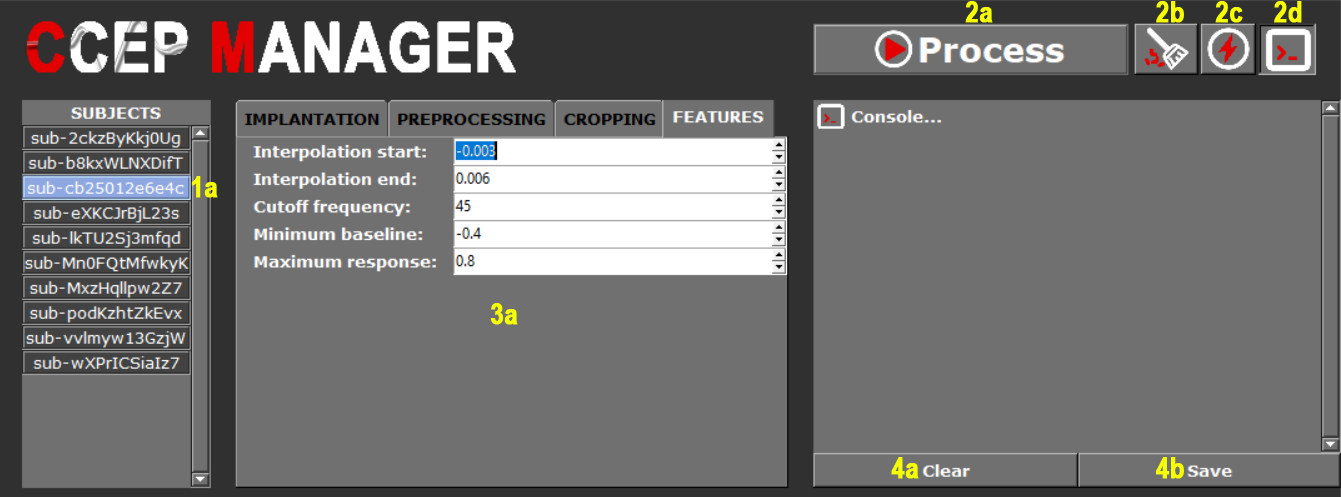 CCEP MANAGER
2a
2b
2c
2d
Process
SUBJECTS
sub-2ckzByKkj0Ug
sub-b8kxWLNXDifT
sub-cb25012e6e4c
1a
sub-eXKCJrBjL23s
sub-lkTU2Sj3mfqd
sub-Mn0FQtMfwkyK
sub-MxzHqllpw2Z7
sub-podKzhtZkEvx
sub-vvlmyw13GzjW
sub-wXPrICSiaIz7
IMPLANTATION PREPROCESSING CROPPING FEATURES
Interpolation start: -0.003
Interpolation end: 0.006
Cutoff frequency: 45
Minimum baseline: -0.4
Maximum response: 0.8
3a
Console...
4a Clear
4b Save